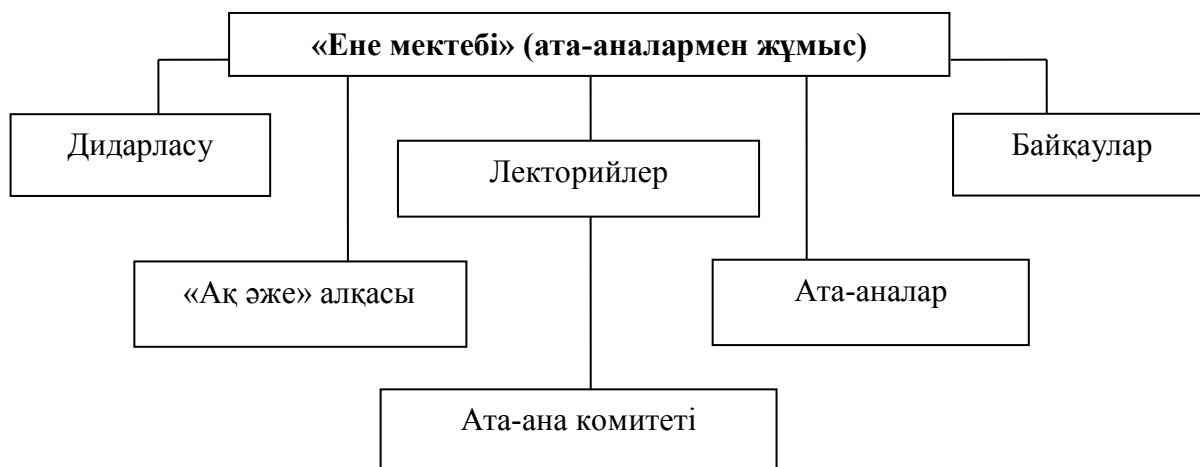 «Ене мектебі» (ата-аналармен жұмыс)
Дидарласу
Лекторийлер
Байқаулар
«Ақ әже» алқасы
Ата-аналар
Ата-ана комитеті